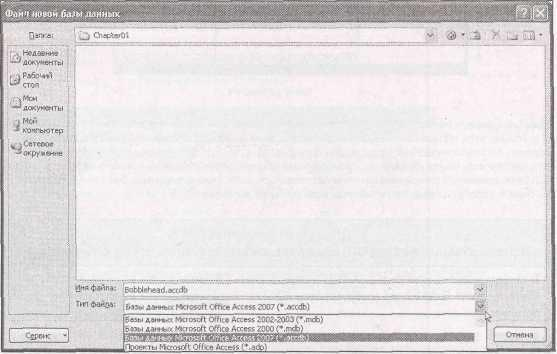 Файл новой базы данных
Папка: Chapter01
Недавние
документы
Рабочий
стол
Мои
документы
Мой
компьютер
Сетевое
окружение
Имя файла: Bobblehead.accdb
Тип файла: Базы данных Microsoft Office Access 2007 (*.accdb)
Базы данных Microsoft Office Access 2002-2003 (*.mdb)
Базы данных Microsoft Office Access 2000 (*.mdb)
Базы данных Microsoft Office Access 2007 (*.accdb)
Проекты Microsoft Office Access (*.adp)
Сервис
Отмена